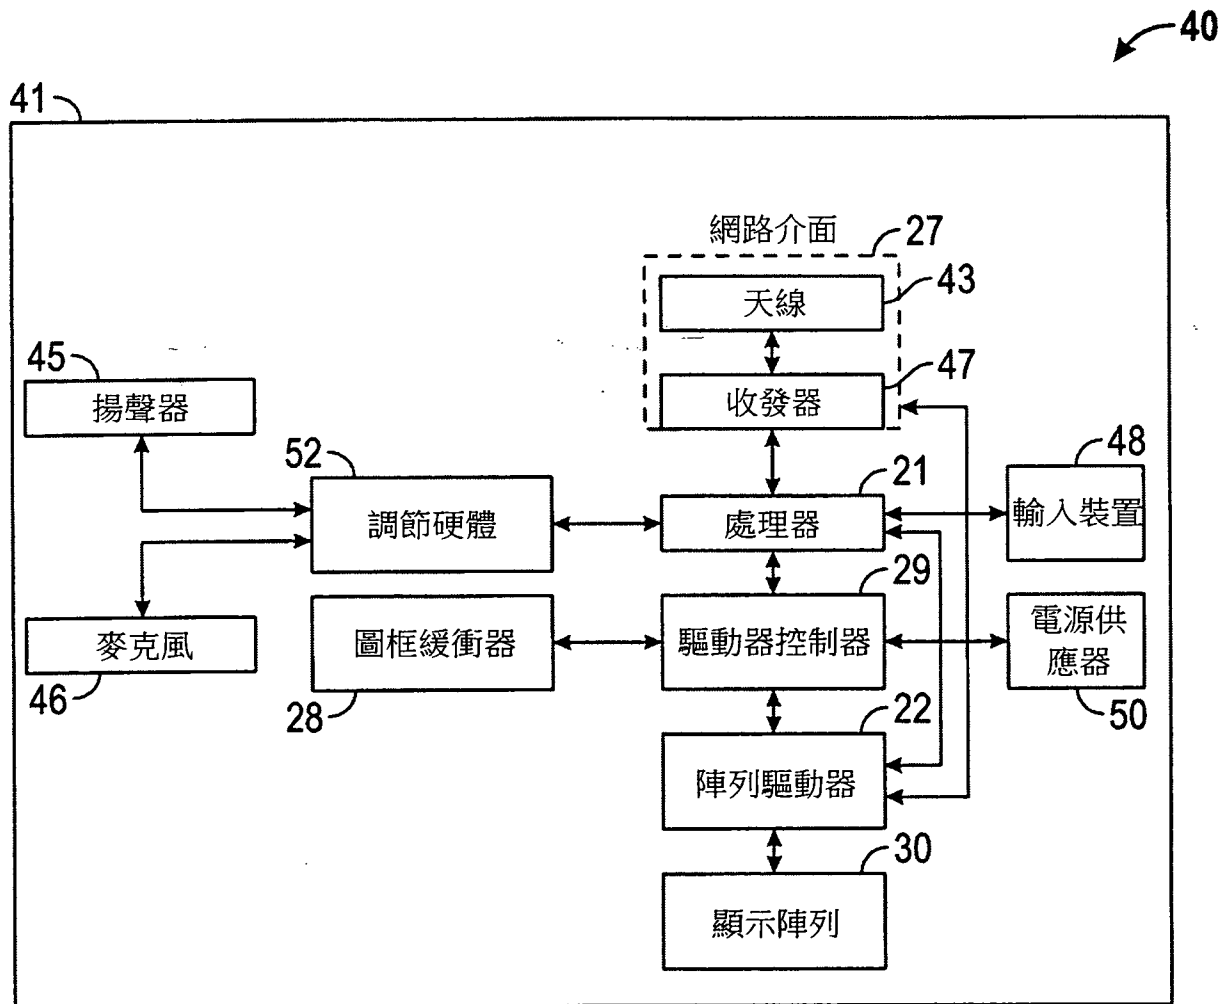 40
41
網路介面
27
天線
43
45
揚聲器
收發器
47
52
調節硬體
21
處理器
48
輸入裝置
麥克風
46
圖框緩衝器
28
29
驅動器控制器
電源供
應器
50
22
陣列驅動器
30
顯示陣列